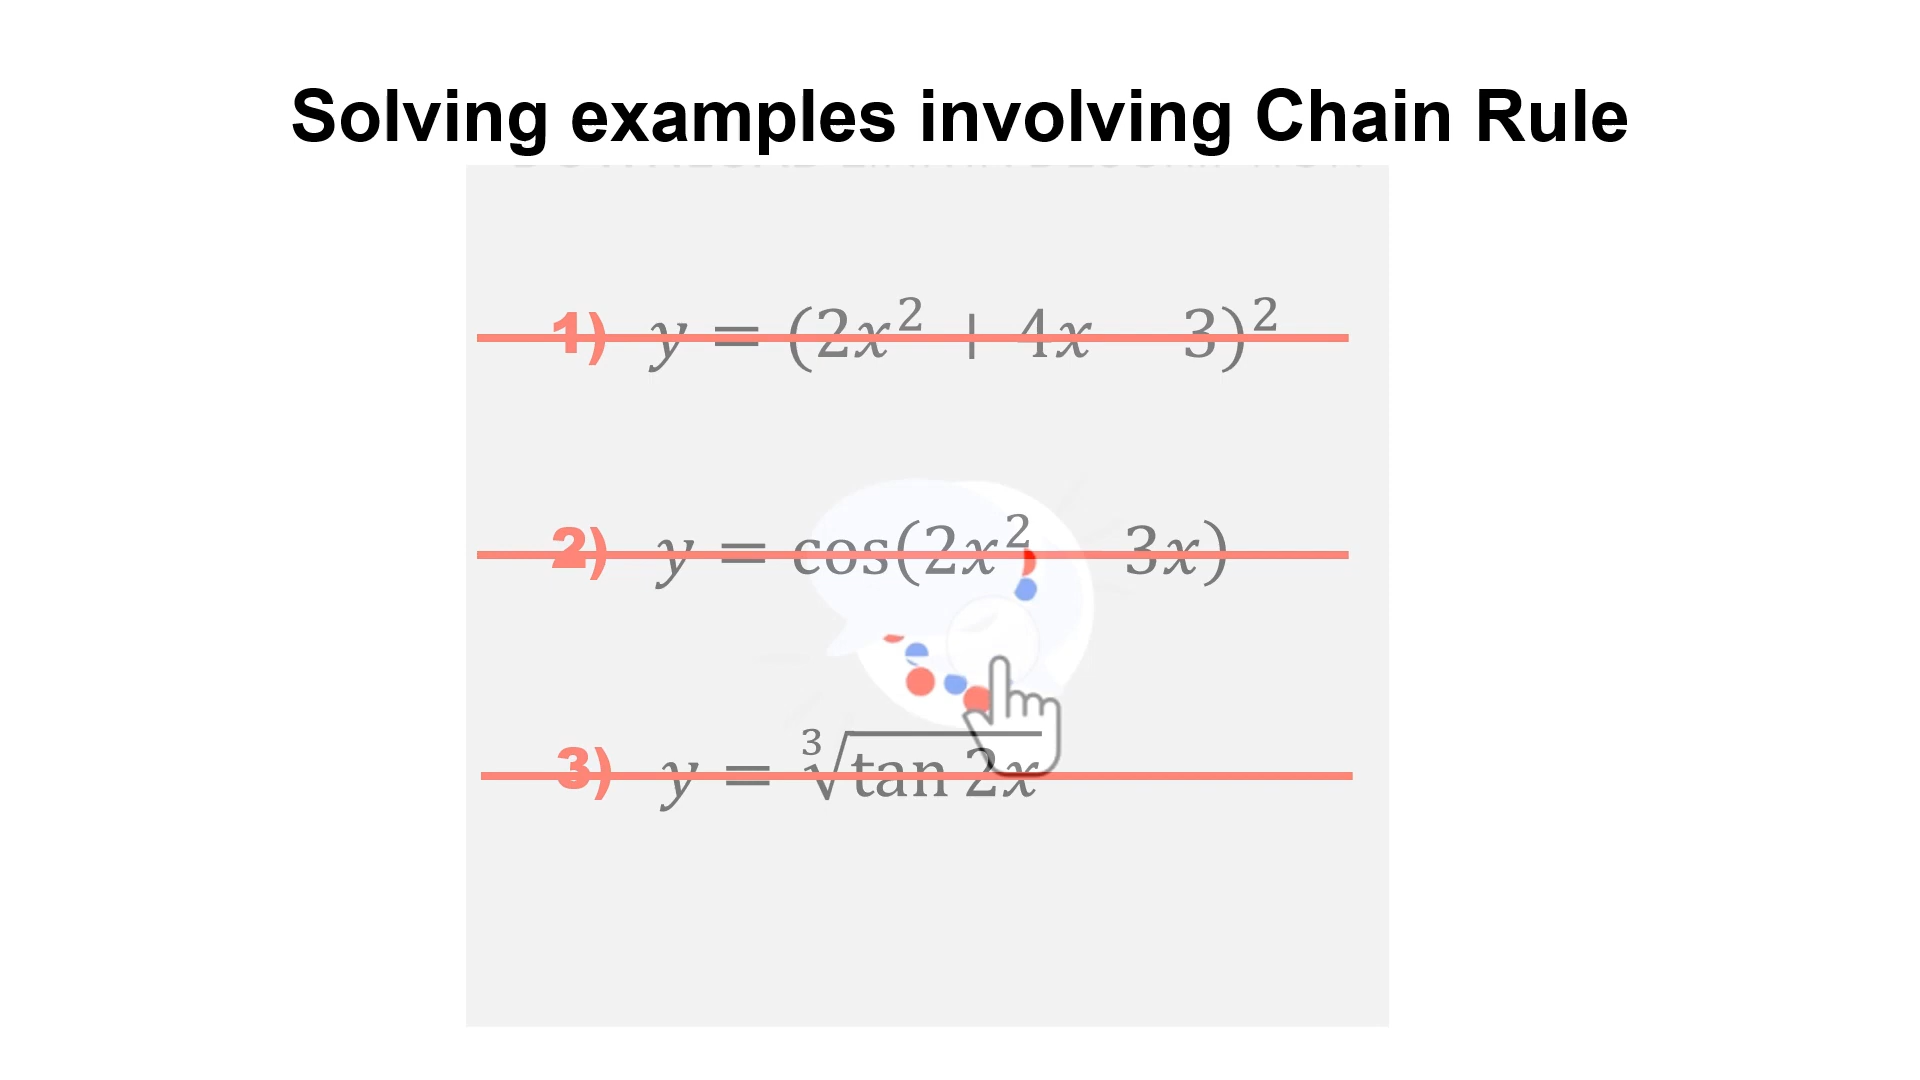 Solving examples involving Chain Rule
1) y = (2x² + 4x − 3)²
2) y = cos(2x² − 3x)
3) y = ∛tan 2x